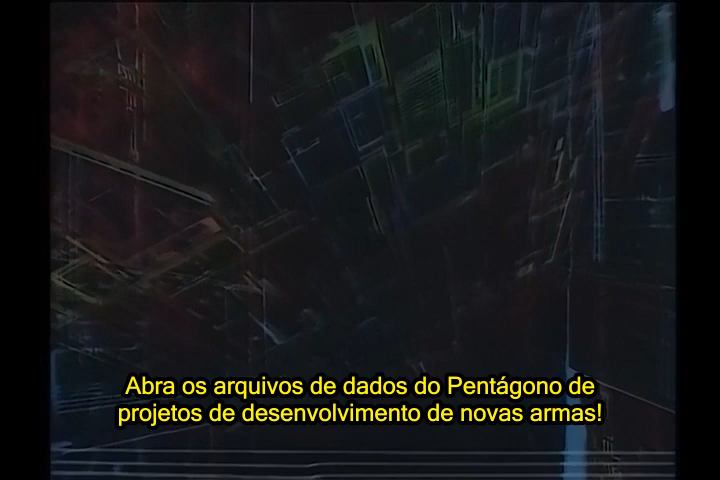 Abra os arquivos de dados do Pentágono de
projetos de desenvolvimento de novas armas!